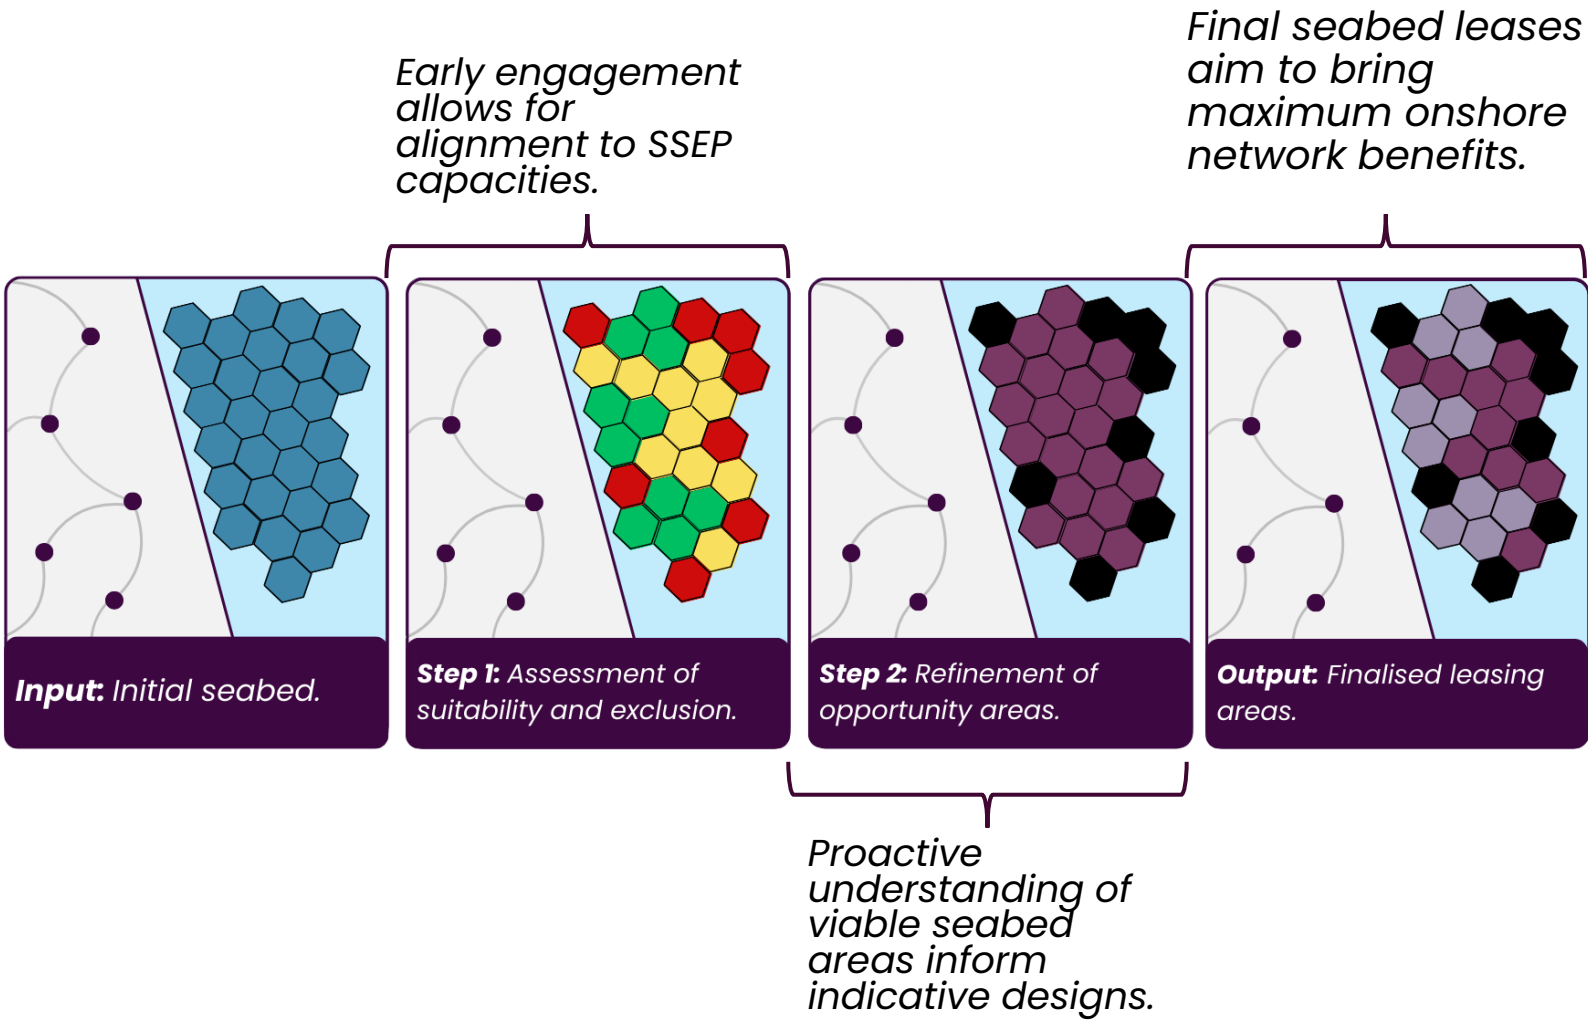 Early engagement
allows for
alignment to SSEP
capacities.
Final seabed leases
aim to bring
maximum onshore
network benefits.
Input: Initial seabed.
Step 1: Assessment of
suitability and exclusion.
Step 2: Refinement of
opportunity areas.
Output: Finalised leasing
areas.
Proactive
understanding of
viable seabed
areas inform
indicative designs.